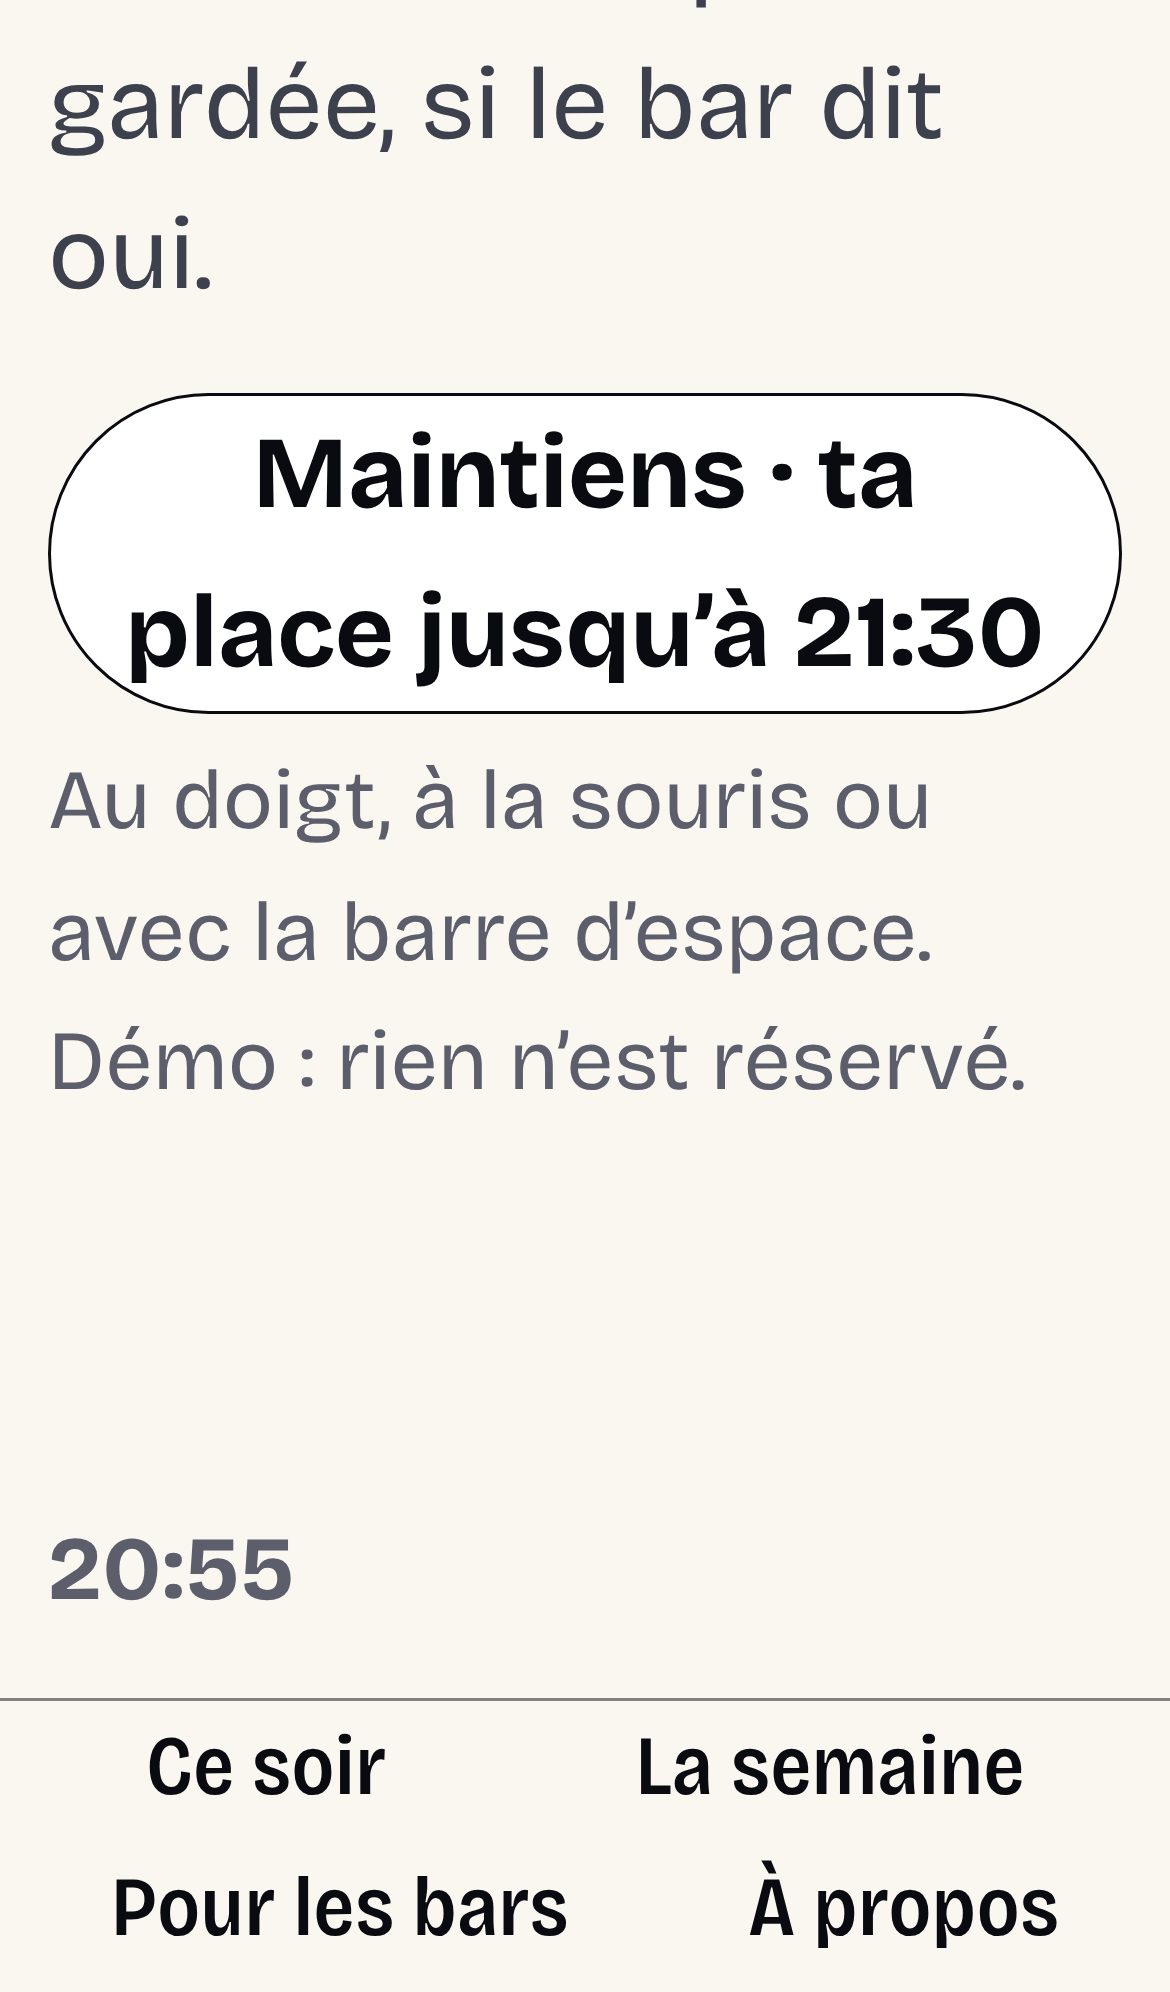 gardée, si le bar dit
oui.
Maintiens · ta
place jusqu’à 21:30
Au doigt, à la souris ou
avec la barre d’espace.
Démo : rien n’est réservé.
20:55
Ce soir La semaine
Pour les bars À propos